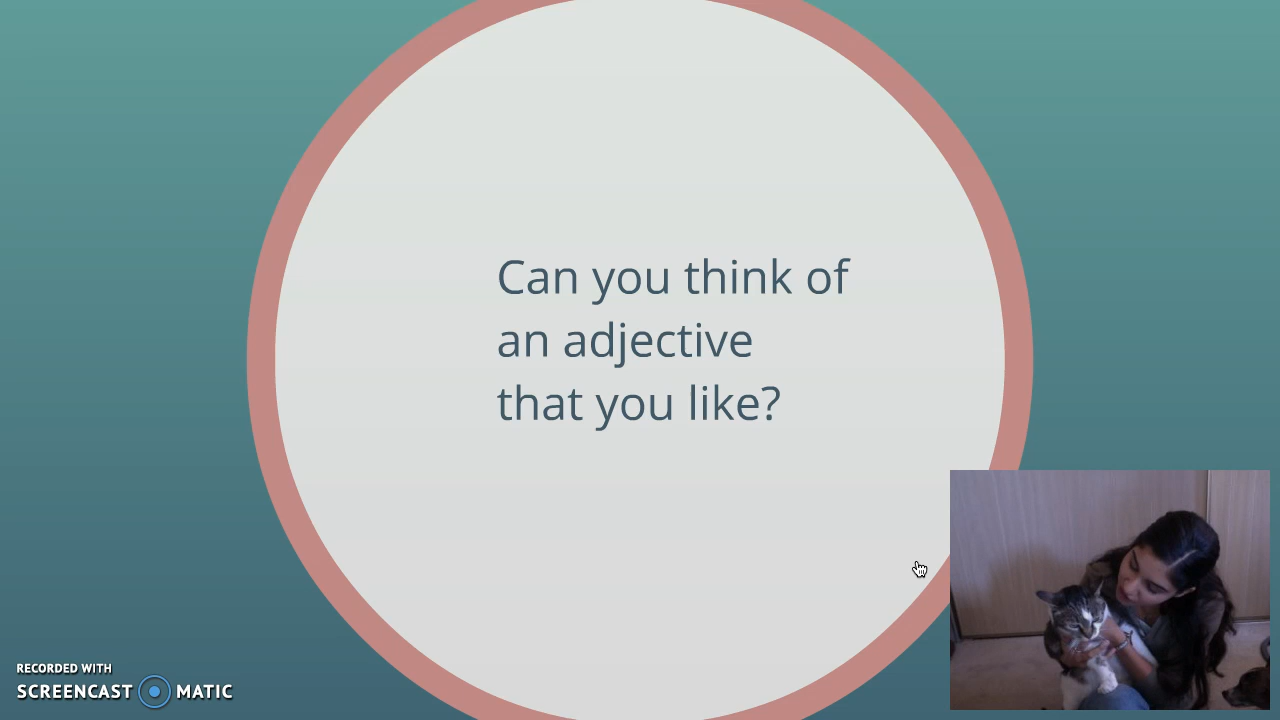 Can you think of
an adjective
that you like?
RECORDED WITH
SCREENCAST MATIC